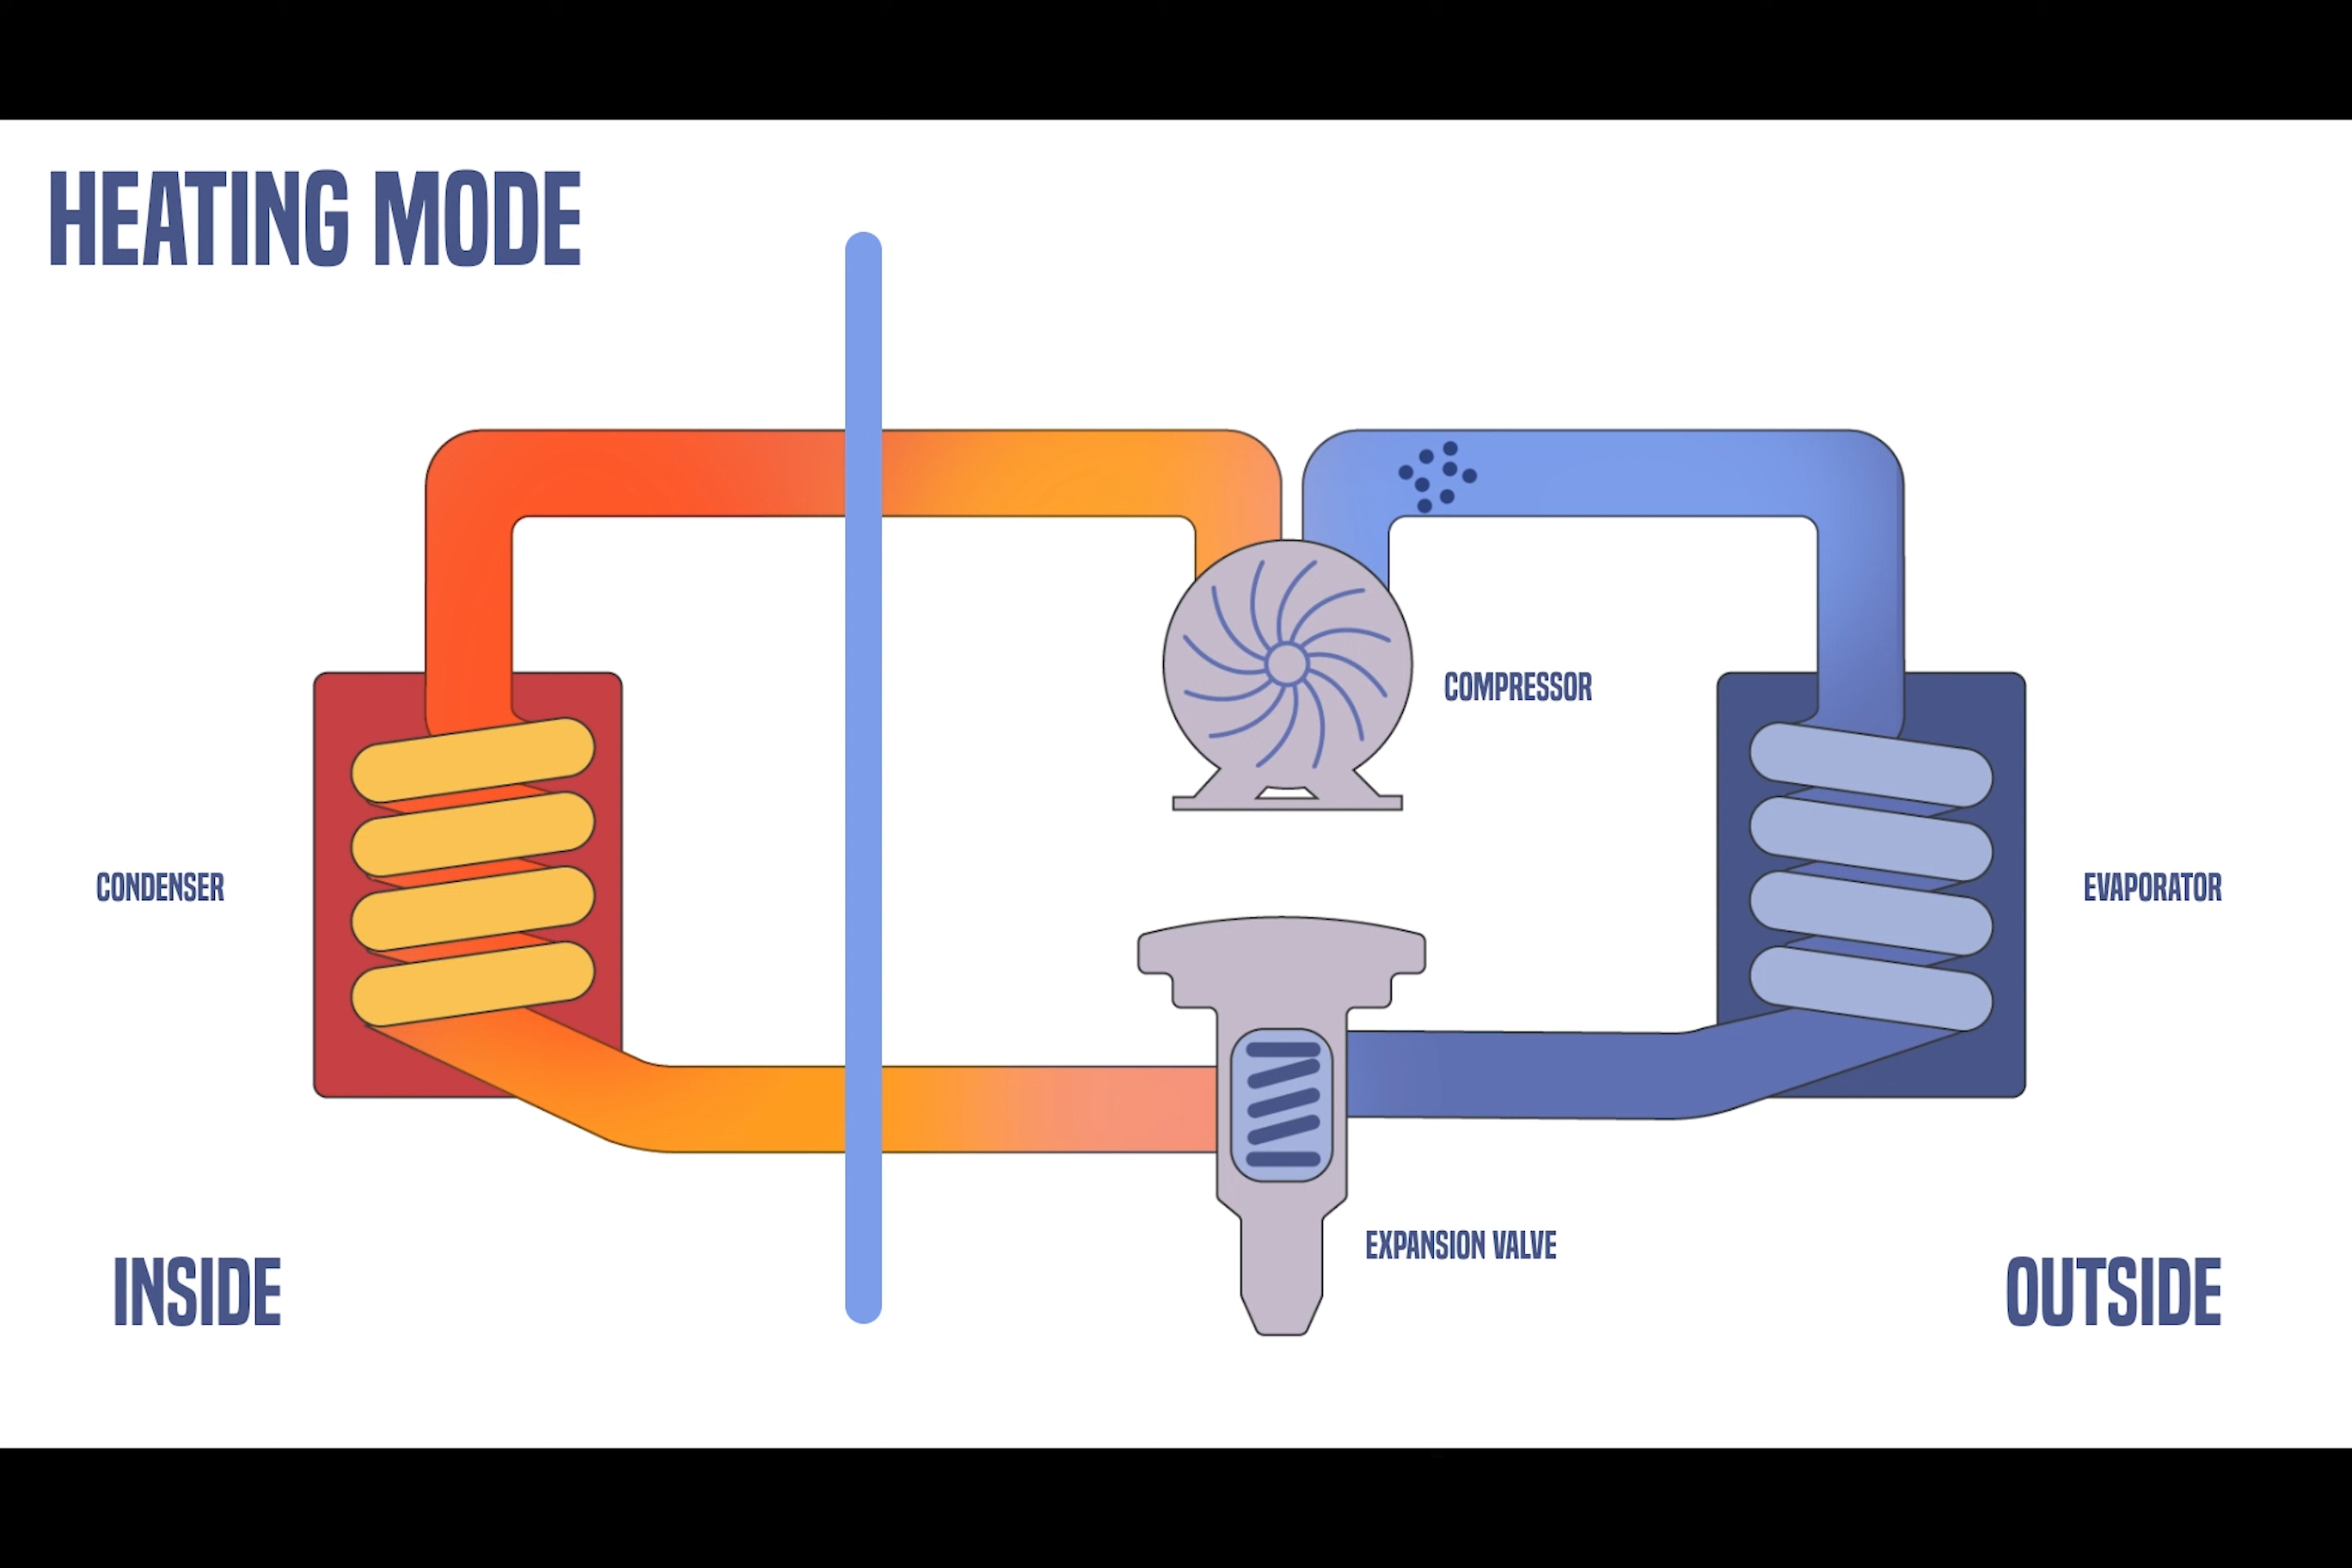 HEATING MODE
COMPRESSOR
CONDENSER
EVAPORATOR
EXPANSION VALVE
INSIDE
OUTSIDE